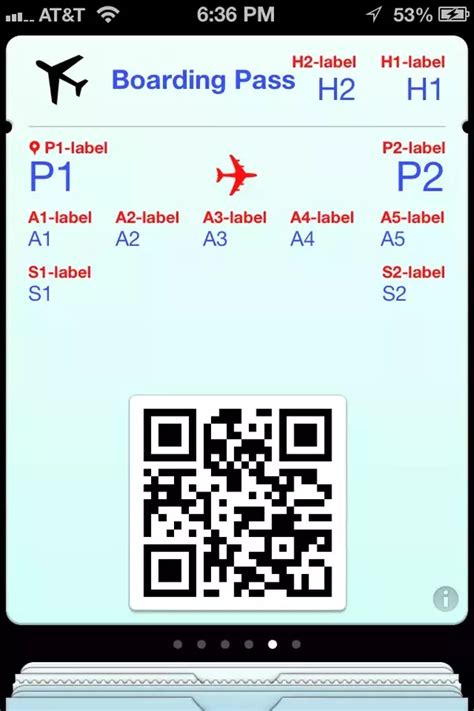 AT&T 6:36 PM 53%
Boarding Pass
H2-label H1-label
H2 H1
P1-label P2-label
P1 P2
A1-label A2-label A3-label A4-label A5-label
A1 A2 A3 A4 A5
S1-label S2-label
S1 S2
i